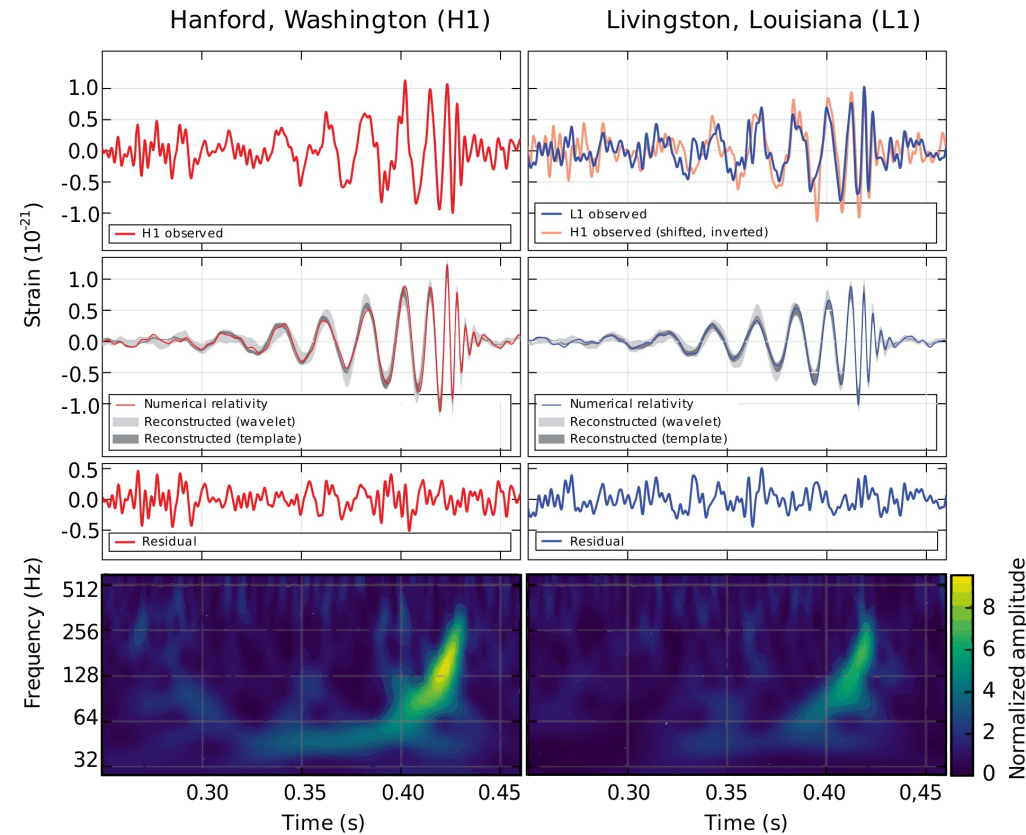 Hanford, Washington (H1)
Livingston, Louisiana (L1)
Strain (10-21)
1.0
0.5
0.0
-0.5
-1.0
H1 observed
L1 observed
H1 observed (shifted, inverted)
1.0
0.5
0.0
-0.5
-1.0
Numerical relativity
Reconstructed (wavelet)
Reconstructed (template)
Numerical relativity
Reconstructed (wavelet)
Reconstructed (template)
0.5
0.0
-0.5
Residual
Residual
Frequency (Hz)
512
256
128
64
32
0.30
0.35
0.40
0.45
Time (s)
0.30
0.35
0.40
0,45
Time (s)
8
6
4
2
0
Normalized amplitude